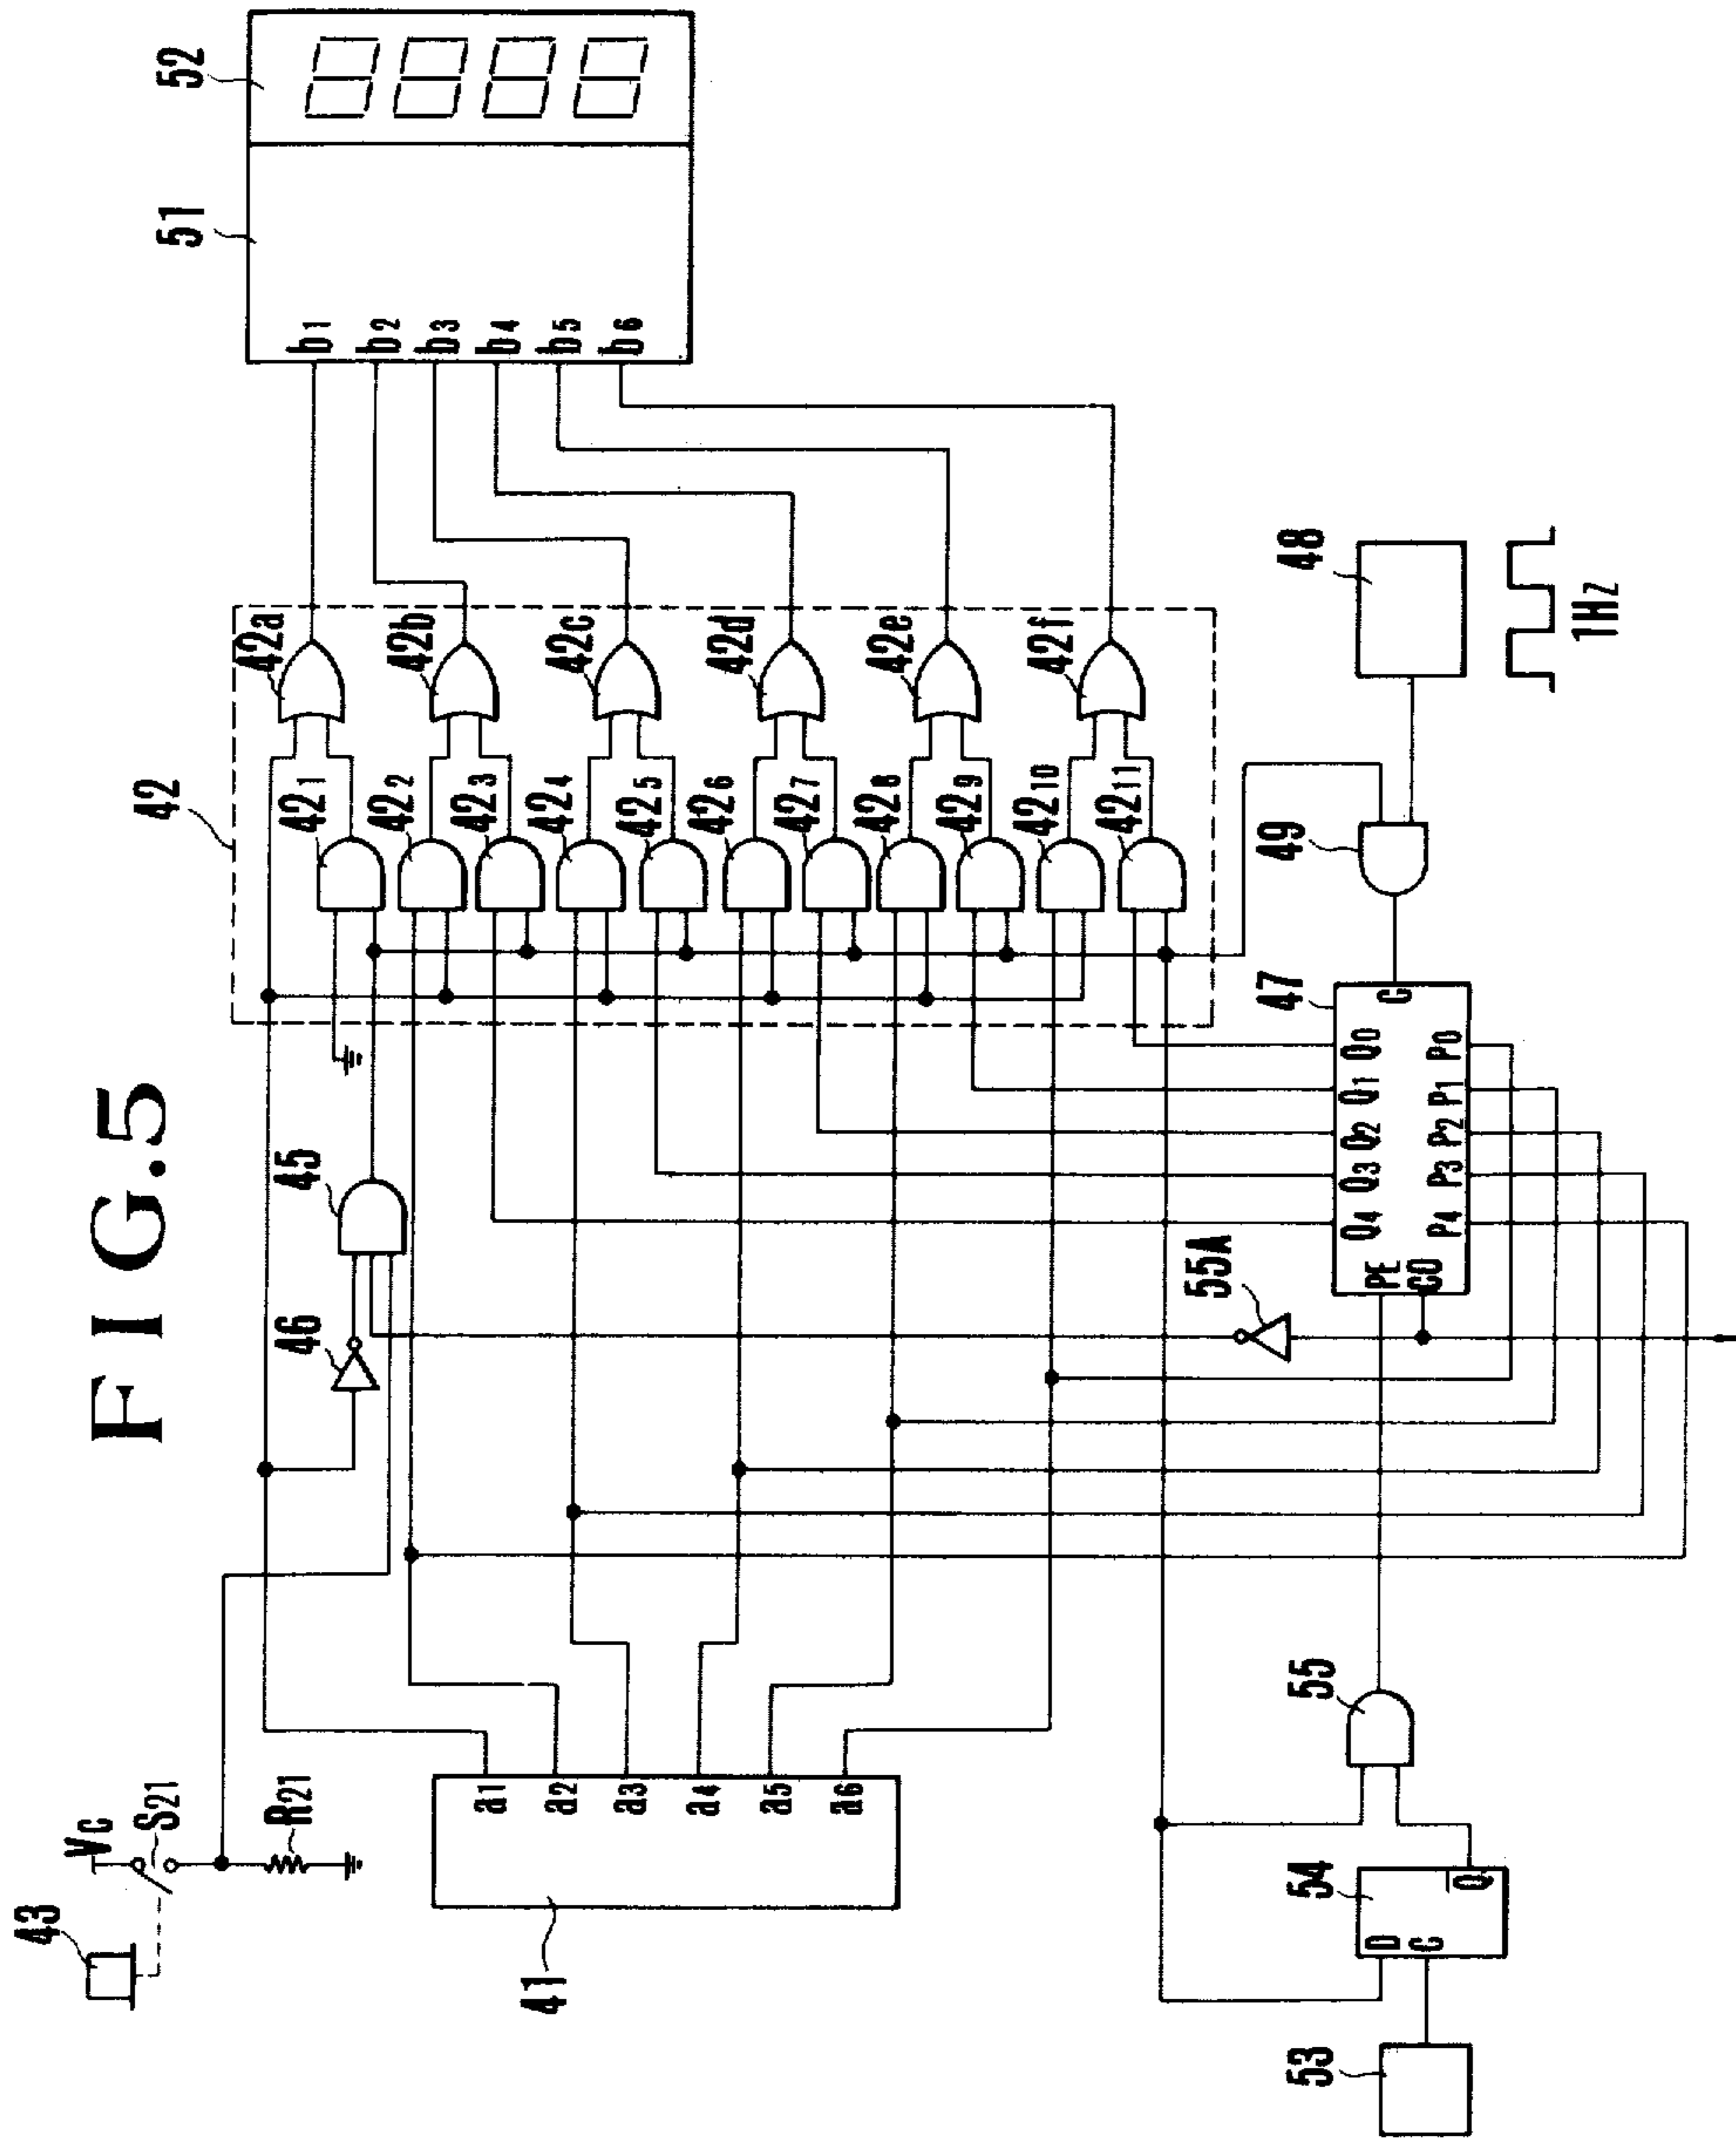 FIG.5
43
VC
S21
R21
41
a1
a2
a3
a4
a5
a6
46
45
42
421
422
423
424
425
426
427
428
429
4210
4211
42a
42b
42c
42d
42e
42f
b1
b2
b3
b4
b5
b6
51
52
53
54
D
C
Q
55
55A
47
PE
CO
Q4
Q3
Q2
Q1
Q0
P4
P3
P2
P1
P0
C
49
48
1Hz